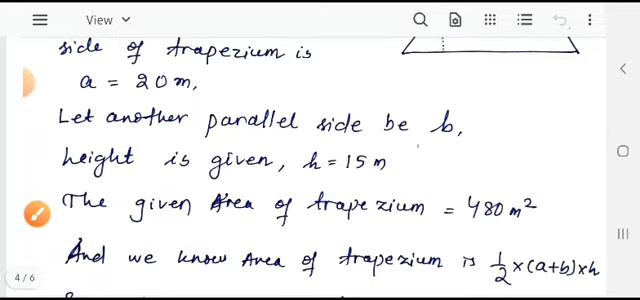 View
side of trapezium is
a = 20 m,
Let another parallel side be b,
height is given, h = 15 m
The given Area of trapezium = 480 m²
And we know Area of trapezium is 1/2 × (a+b) × h
4 / 6